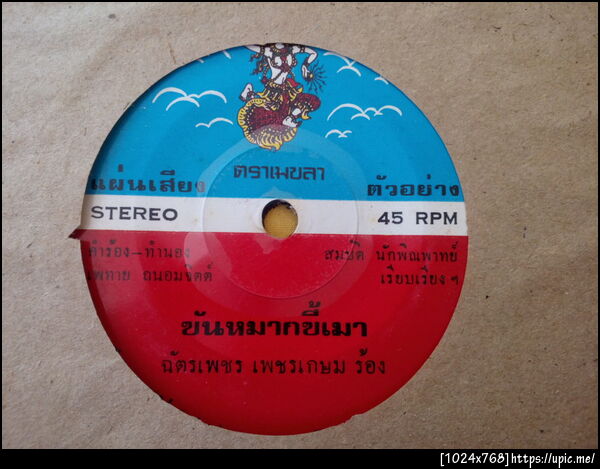 ตราเมขลา
แผ่นเสียง ตัวอย่าง
STEREO 45 RPM
คำร้อง–ทำนอง สมบัติ นักพิณพาทย์
ไพฑาย ถนอมจิตต์ เรียบเรียง ฯ
ขันหมากขี้เมา
ฉัตรเพชร เพชรเกษม ร้อง
[1024x768]https://upic.me/